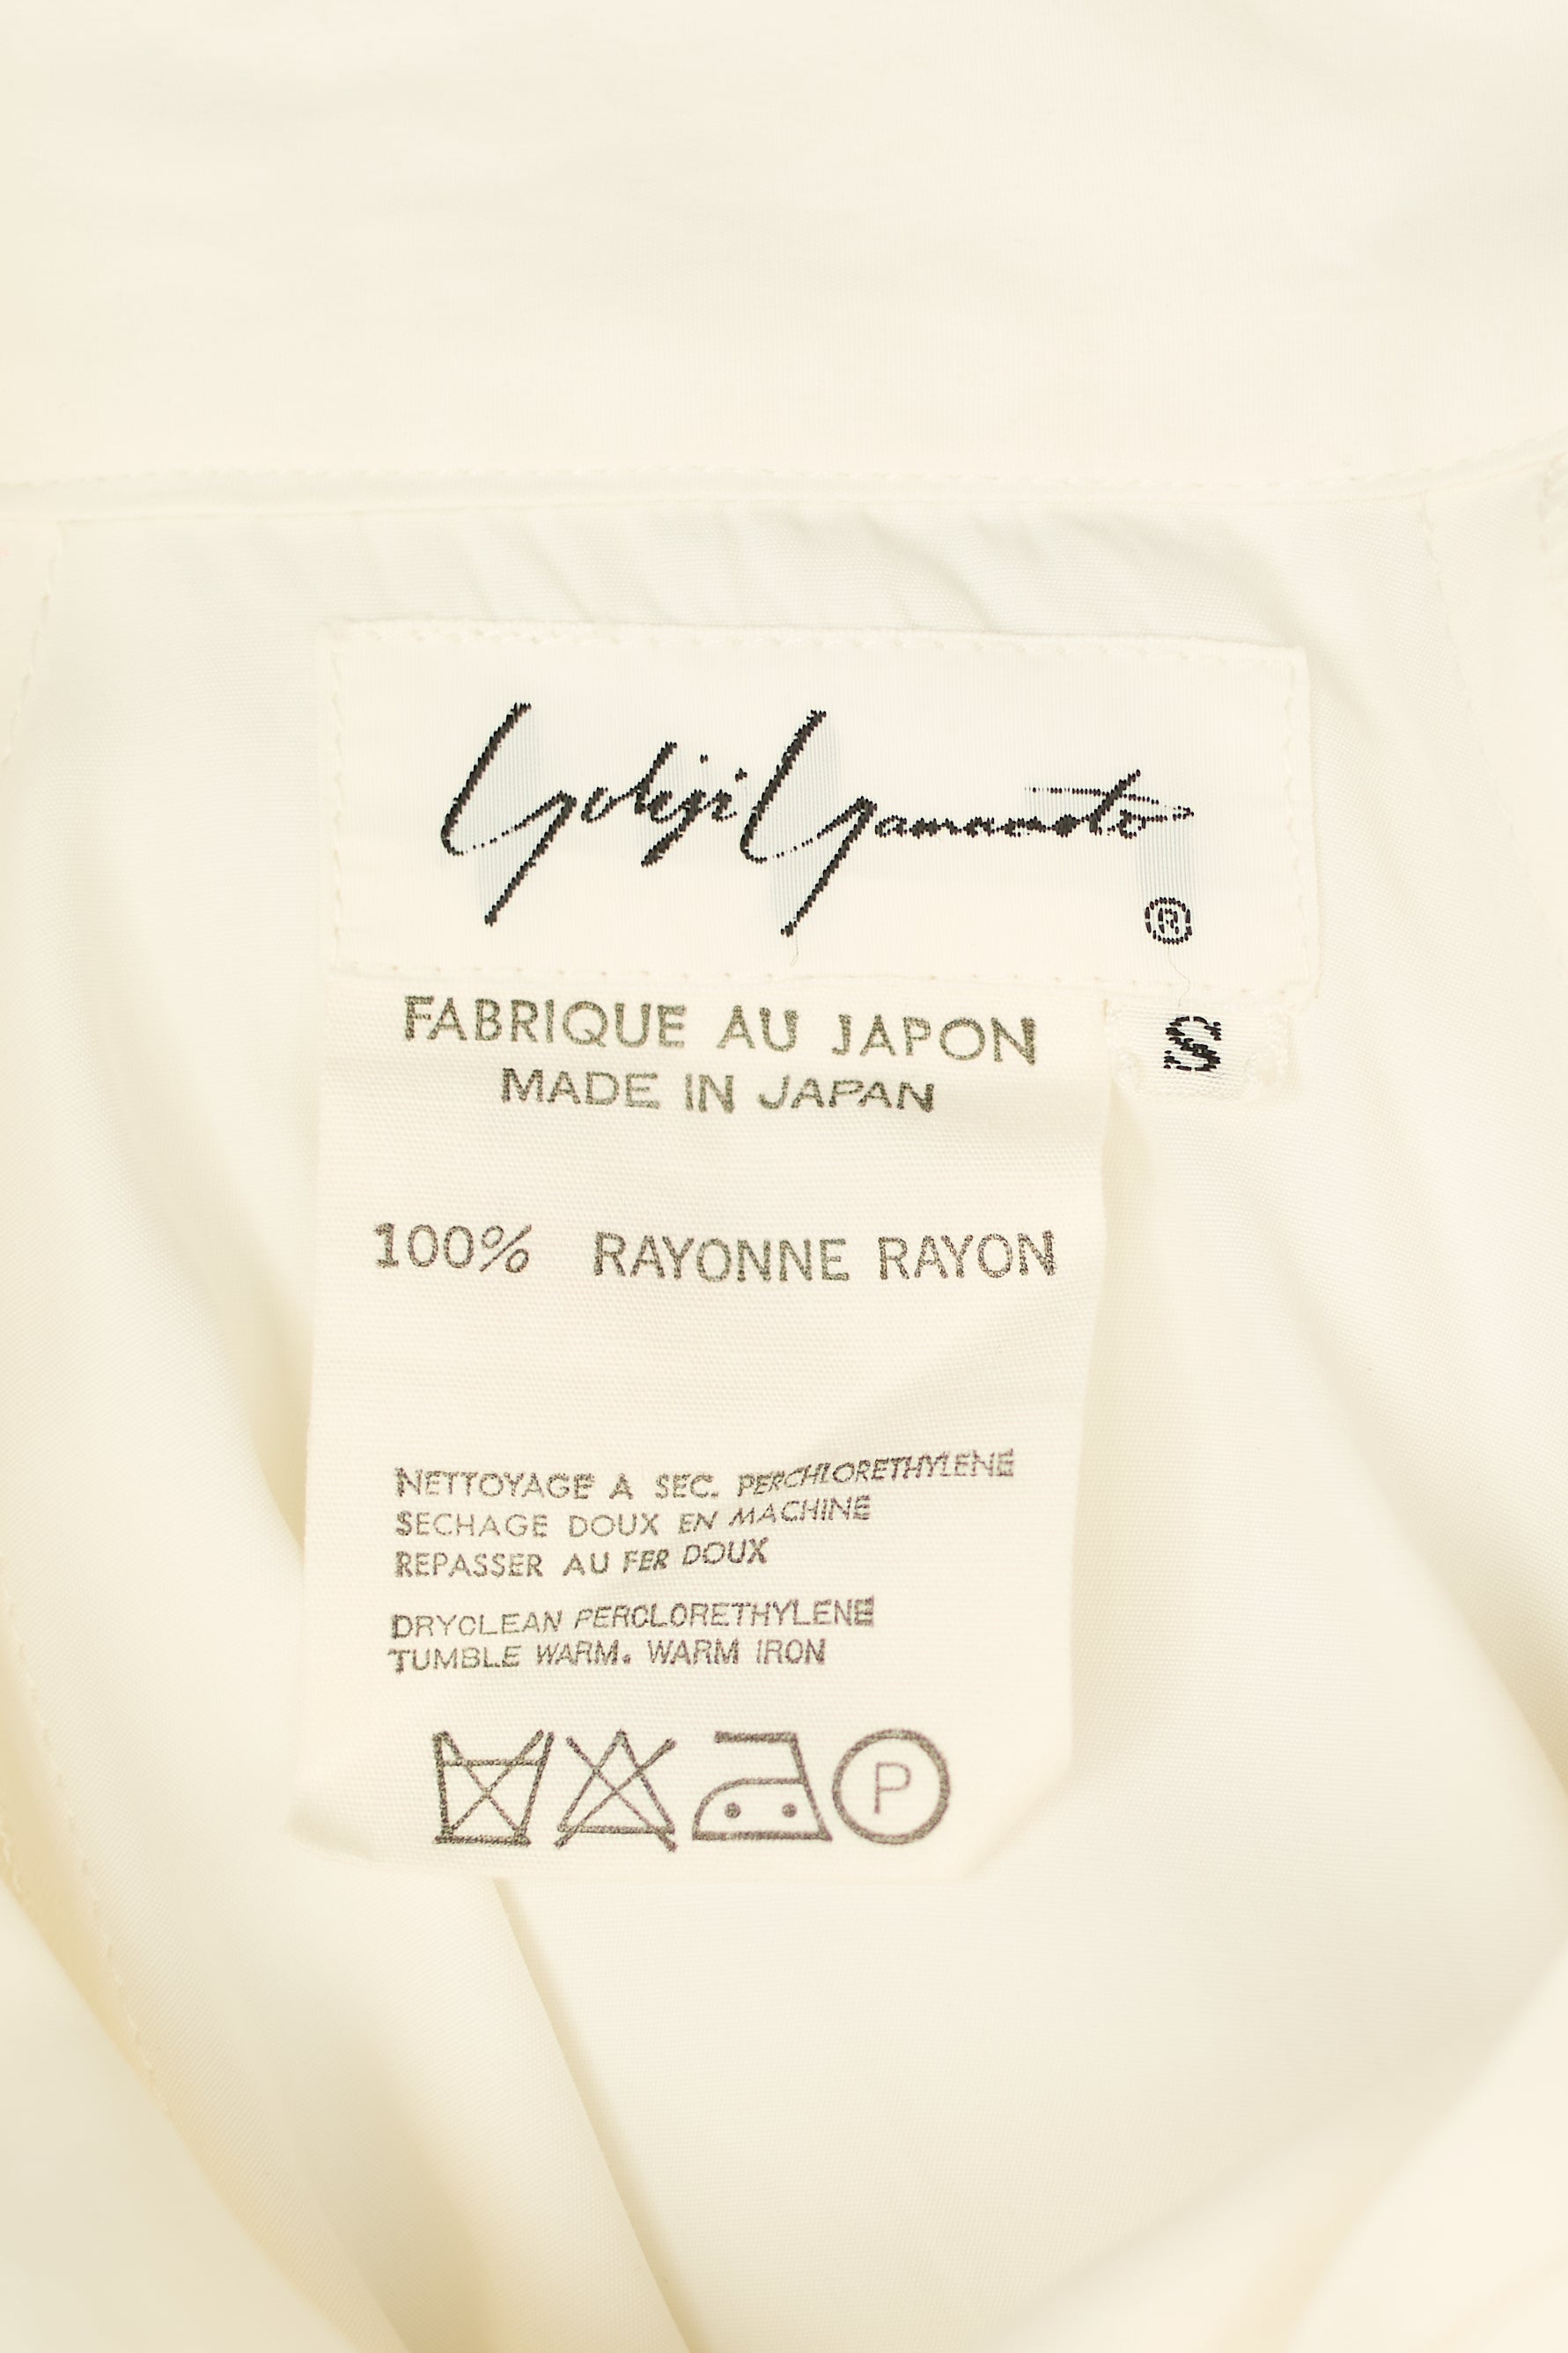 Yohji Yamamoto
®
S
FABRIQUE AU JAPON
MADE IN JAPAN
100% RAYONNE RAYON
NETTOYAGE A SEC. PERCHLORETHYLENE
SECHAGE DOUX EN MACHINE
REPASSER AU FER DOUX
DRYCLEAN PERCLORETHYLENE
TUMBLE WARM. WARM IRON
P